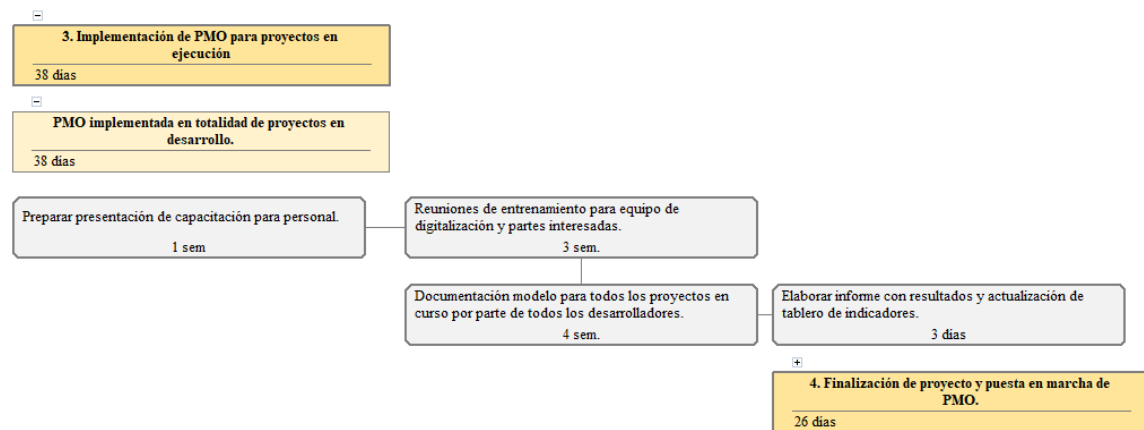 3. Implementación de PMO para proyectos en
ejecución
38 días
PMO implementada en totalidad de proyectos en
desarrollo.
38 días
Preparar presentación de capacitación para personal.
1 sem
Reuniones de entrenamiento para equipo de
digitalización y partes interesadas.
3 sem.
Documentación modelo para todos los proyectos en
curso por parte de todos los desarrolladores.
4 sem.
Elaborar informe con resultados y actualización de
tablero de indicadores.
3 días
4. Finalización de proyecto y puesta en marcha de
PMO.
26 días